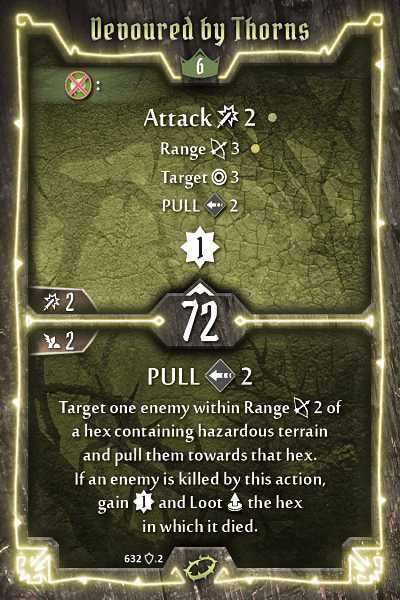 Devoured by Thorns
6
:
Attack 2
Range 3
Target 3
PULL 2
1
2
72
2
PULL 2
Target one enemy within Range 2 of
a hex containing hazardous terrain
and pull them towards that hex.
If an enemy is killed by this action,
gain 1 and Loot the hex
in which it died.
632 .2